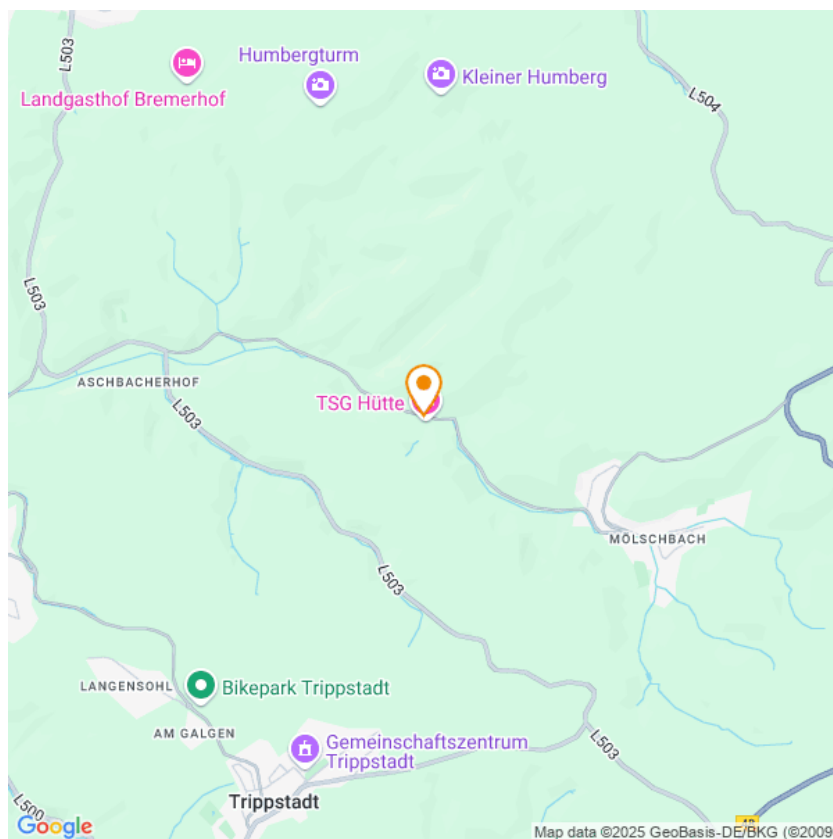 L503
Humbergturm
Kleiner Humberg
Landgasthof Bremerhof
L504
L503
ASCHBACHERHOF
TSG Hütte
L503
MÖLSCHBACH
L503
LANGENSOHL
Bikepark Trippstadt
AM GALGEN
Gemeinschaftszentrum
Trippstadt
L503
Trippstadt
L500
48
Google
Map data ©2025 GeoBasis-DE/BKG (©2009